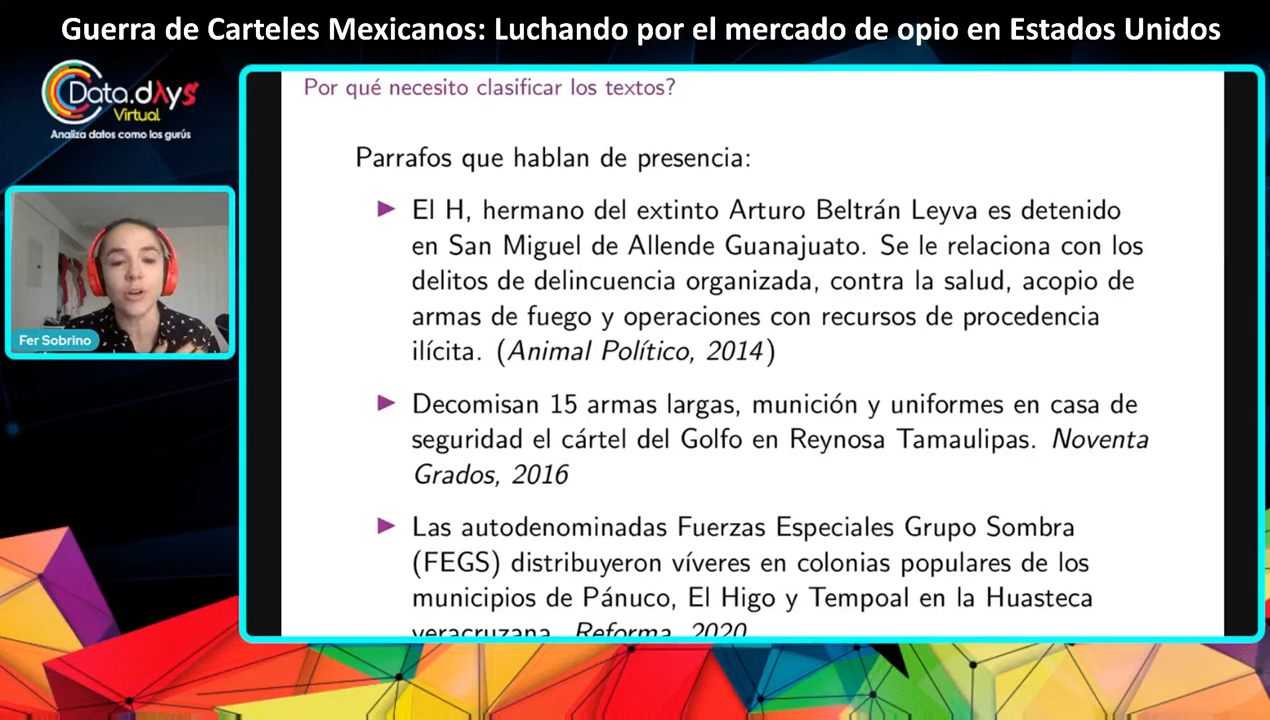 Guerra de Carteles Mexicanos: Luchando por el mercado de opio en Estados Unidos
Data.dAys
Virtual
Analiza datos como los gurús
Fer Sobrino
Por qué necesito clasificar los textos?
Parrafos que hablan de presencia:
El H, hermano del extinto Arturo Beltrán Leyva es detenido
en San Miguel de Allende Guanajuato. Se le relaciona con los
delitos de delincuencia organizada, contra la salud, acopio de
armas de fuego y operaciones con recursos de procedencia
ilícita. (Animal Político, 2014)
Decomisan 15 armas largas, munición y uniformes en casa de
seguridad el cártel del Golfo en Reynosa Tamaulipas. Noventa
Grados, 2016
Las autodenominadas Fuerzas Especiales Grupo Sombra
(FEGS) distribuyeron víveres en colonias populares de los
municipios de Pánuco, El Higo y Tempoal en la Huasteca
veracruzana. Reforma, 2020